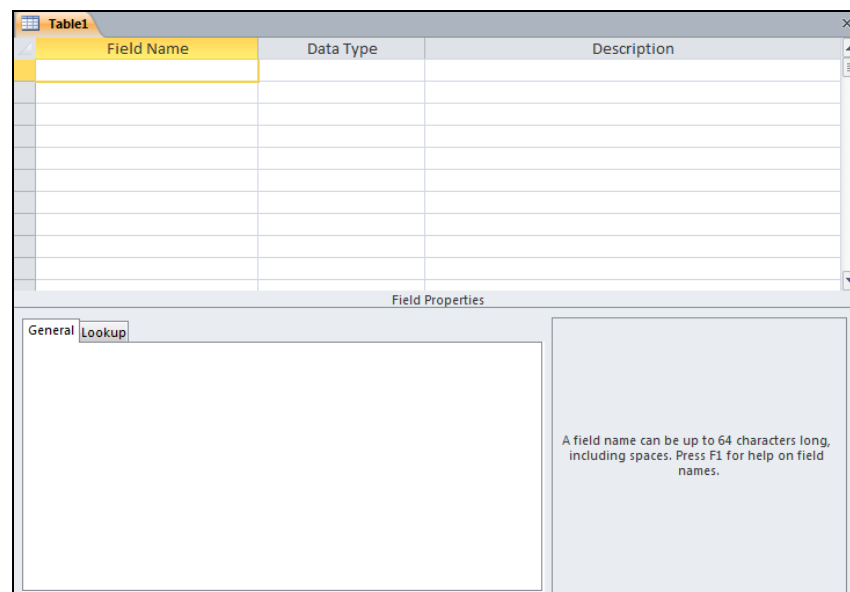 Table1
Field Name Data Type Description
Field Properties
General Lookup
A field name can be up to 64 characters long,
including spaces. Press F1 for help on field
names.